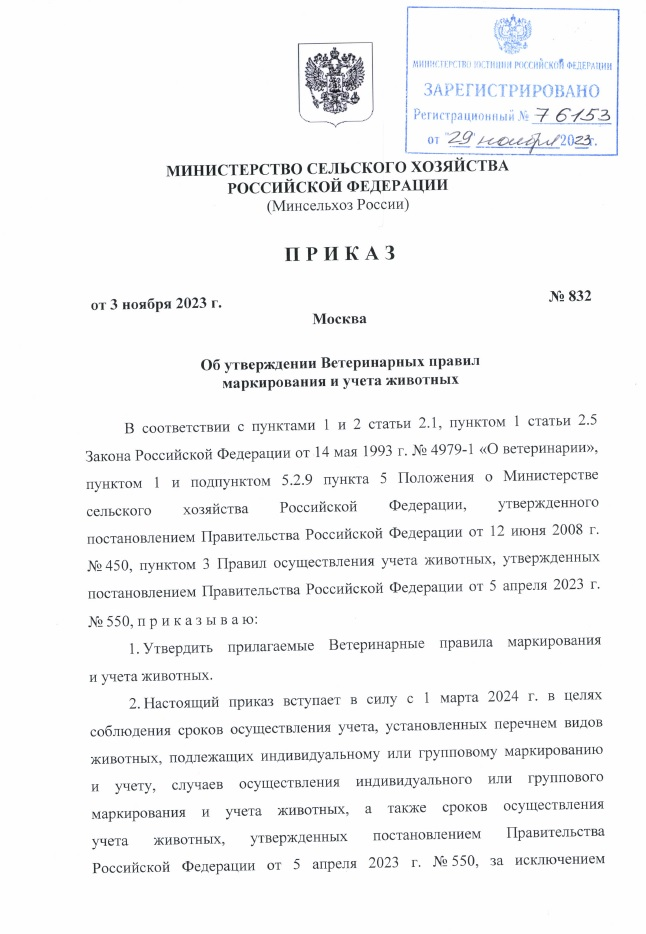 МИНИСТЕРСТВО ЮСТИЦИИ РОССИЙСКОЙ ФЕДЕРАЦИИ
ЗАРЕГИСТРИРОВАНО
Регистрационный № 76153
от 29 ноября 2023г.
МИНИСТЕРСТВО СЕЛЬСКОГО ХОЗЯЙСТВА
РОССИЙСКОЙ ФЕДЕРАЦИИ
(Минсельхоз России)
П Р И К А З
от 3 ноября 2023 г.
№ 832
Москва
Об утверждении Ветеринарных правил
маркирования и учета животных
В соответствии с пунктами 1 и 2 статьи 2.1, пунктом 1 статьи 2.5
Закона Российской Федерации от 14 мая 1993 г. № 4979-1 «О ветеринарии»,
пунктом 1 и подпунктом 5.2.9 пункта 5 Положения о Министерстве
сельского хозяйства Российской Федерации, утвержденного
постановлением Правительства Российской Федерации от 12 июня 2008 г.
№ 450, пунктом 3 Правил осуществления учета животных, утвержденных
постановлением Правительства Российской Федерации от 5 апреля 2023 г.
№ 550, п р и к а з ы в а ю:
1. Утвердить прилагаемые Ветеринарные правила маркирования
и учета животных.
2. Настоящий приказ вступает в силу с 1 марта 2024 г. в целях
соблюдения сроков осуществления учета, установленных перечнем видов
животных, подлежащих индивидуальному или групповому маркированию
и учету, случаев осуществления индивидуального или группового
маркирования и учета животных, а также сроков осуществления
учета животных, утвержденных постановлением Правительства
Российской Федерации от 5 апреля 2023 г. № 550, за исключением